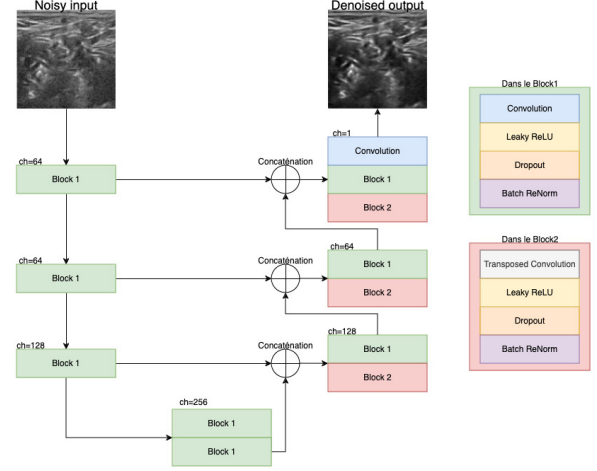 Noisy input
Denoised output
Dans le Block1
Convolution
Leaky ReLU
Dropout
Batch ReNorm
ch=1
Convolution
Concaténation
ch=64
Block 1
Block 1
Block 2
Dans le Block2
Transposed Convolution
Leaky ReLU
Dropout
Batch ReNorm
ch=64
Block 1
Concaténation
ch=64
Block 1
Block 2
ch=128
Block 1
Concaténation
ch=128
Block 1
Block 2
ch=256
Block 1
Block 1